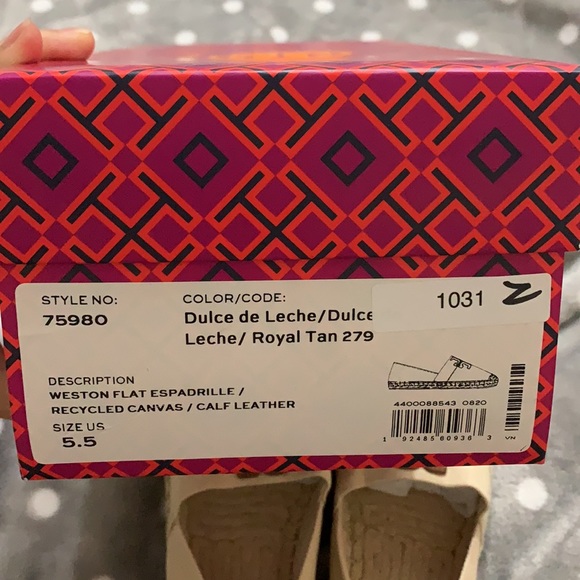 STYLE NO:
75980
COLOR/CODE:
Dulce de Leche/Dulce
Leche/ Royal Tan 279
1031 Z
DESCRIPTION
WESTON FLAT ESPADRILLE /
RECYCLED CANVAS / CALF LEATHER
SIZE US
5.5
4400088543 0820
1 92485 60936 3
VN